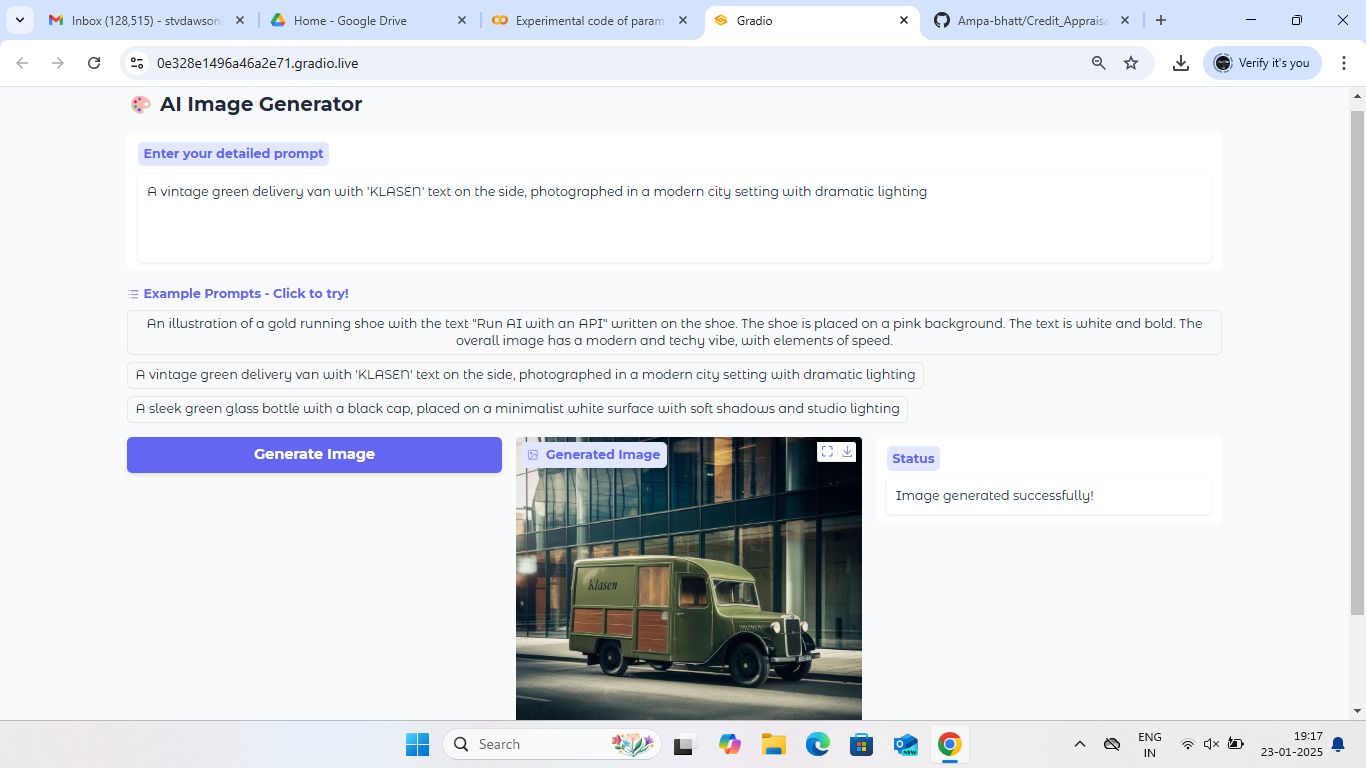 Inbox (128,515) - stvdawson
Home - Google Drive
Experimental code of param
Gradio
Ampa-bhatt/Credit_Appraisa
0e328e1496a46a2e71.gradio.live
Verify it's you
AI Image Generator
Enter your detailed prompt
A vintage green delivery van with 'KLASEN' text on the side, photographed in a modern city setting with dramatic lighting
Example Prompts - Click to try!
An illustration of a gold running shoe with the text "Run AI with an API" written on the shoe. The shoe is placed on a pink background. The text is white and bold. The
overall image has a modern and techy vibe, with elements of speed.
A vintage green delivery van with 'KLASEN' text on the side, photographed in a modern city setting with dramatic lighting
A sleek green glass bottle with a black cap, placed on a minimalist white surface with soft shadows and studio lighting
Generate Image
Generated Image
Status
Image generated successfully!
Klasen
Search
NEW
ENG
IN
19:17
23-01-2025